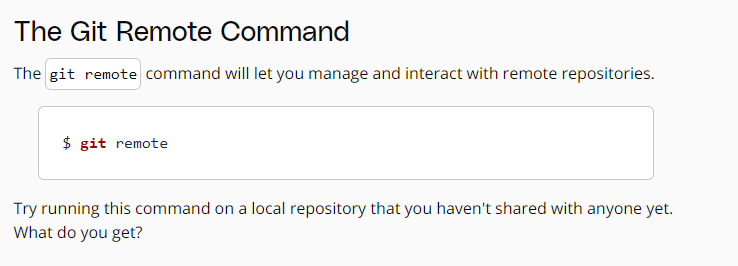 The Git Remote Command
The git remote command will let you manage and interact with remote repositories.
$ git remote
Try running this command on a local repository that you haven't shared with anyone yet.
What do you get?